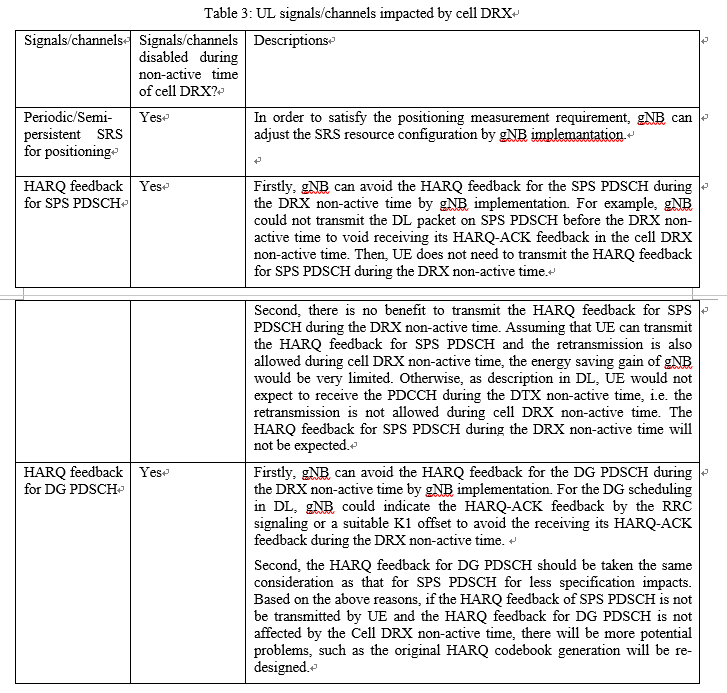 Table 3: UL signals/channels impacted by cell DRX
Signals/channels
Signals/channels
disabled during
non-active time
of cell DRX?
Descriptions
Periodic/Semi-
persistent SRS
for positioning
Yes
In order to satisfy the positioning measurement requirement, gNB can
adjust the SRS resource configuration by gNB implemantation.
HARQ feedback
for SPS PDSCH
Yes
Firstly, gNB can avoid the HARQ feedback for the SPS PDSCH during
the DRX non-active time by gNB implementation. For example, gNB
could not transmit the DL packet on SPS PDSCH before the DRX non-
active time to void receiving its HARQ-ACK feedback in the cell DRX
non-active time. Then, UE does not need to transmit the HARQ feedback
for SPS PDSCH during the DRX non-active time.
Second, there is no benefit to transmit the HARQ feedback for SPS
PDSCH during the DRX non-active time. Assuming that UE can transmit
the HARQ feedback for SPS PDSCH and the retransmission is also
allowed during cell DRX non-active time, the energy saving gain of gNB
would be very limited. Otherwise, as description in DL, UE would not
expect to receive the PDCCH during the DTX non-active time, i.e. the
retransmission is not allowed during cell DRX non-active time. The
HARQ feedback for SPS PDSCH during the DRX non-active time will
not be expected.
HARQ feedback
for DG PDSCH
Yes
Firstly, gNB can avoid the HARQ feedback for the DG PDSCH during
the DRX non-active time by gNB implementation. For the DG scheduling
in DL, gNB could indicate the HARQ-ACK feedback by the RRC
signaling or a suitable K1 offset to avoid the receiving its HARQ-ACK
feedback during the DRX non-active time.
Second, the HARQ feedback for DG PDSCH should be taken the same
consideration as that for SPS PDSCH for less specification impacts.
Based on the above reasons, if the HARQ feedback of SPS PDSCH is not
be transmitted by UE and the HARQ feedback for DG PDSCH is not
affected by the Cell DRX non-active time, there will be more potential
problems, such as the original HARQ codebook generation will be re-
designed.